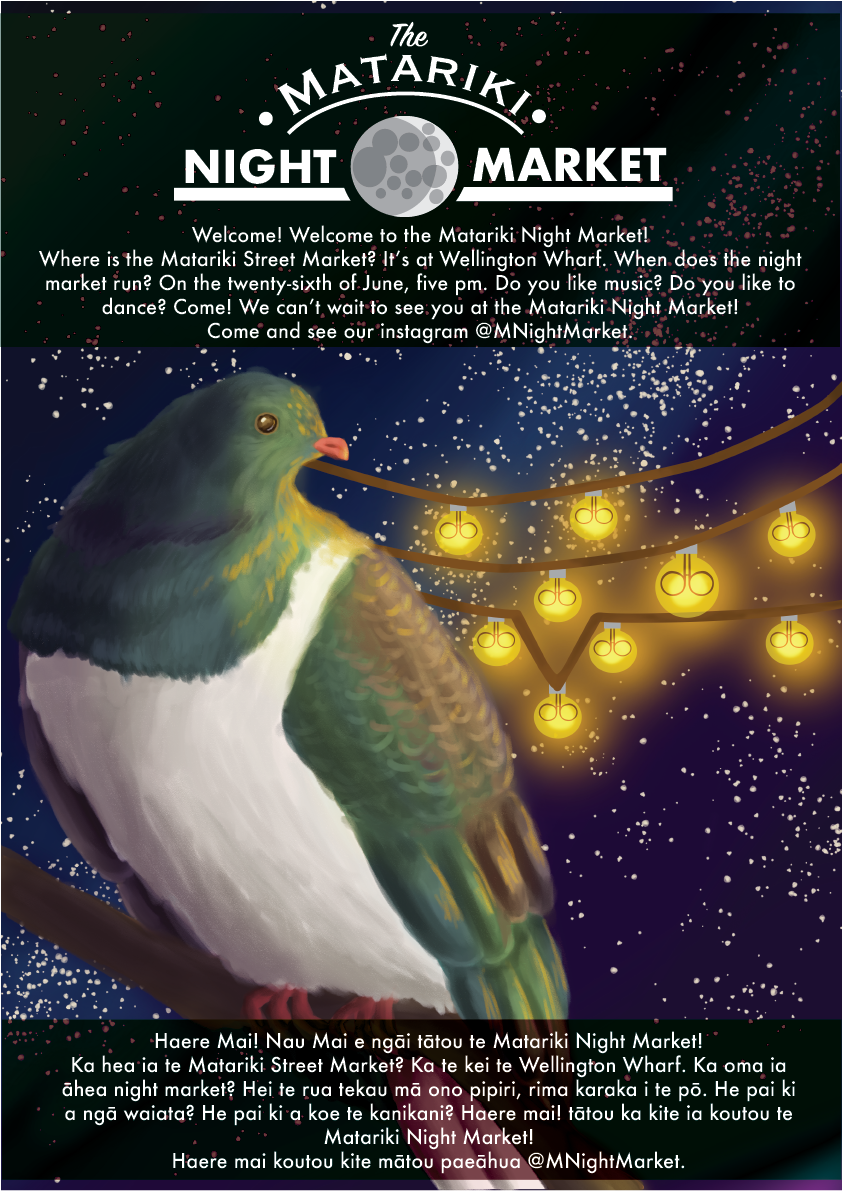 The
MATARIKI
NIGHT MARKET
Welcome! Welcome to the Matariki Night Market!
Where is the Matariki Street Market? It's at Wellington Wharf. When does the night
market run? On the twenty-sixth of June, five pm. Do you like music? Do you like to
dance? Come! We can't wait to see you at the Matariki Night Market!
Come and see our instagram @MNightMarket.
Haere Mai! Nau Mai e ngāi tātou te Matariki Night Market!
Ka hea ia te Matariki Street Market? Ka te kei te Wellington Wharf. Ka oma ia
āhea night market? Hei te rua tekau mā ono pipiri, rima karaka i te pō. He pai ki
a ngā waiata? He pai ki a koe te kanikani? Haere mai! tātou ka kite ia koutou te
Matariki Night Market!
Haere mai koutou kite mātou paeāhua @MNightMarket.